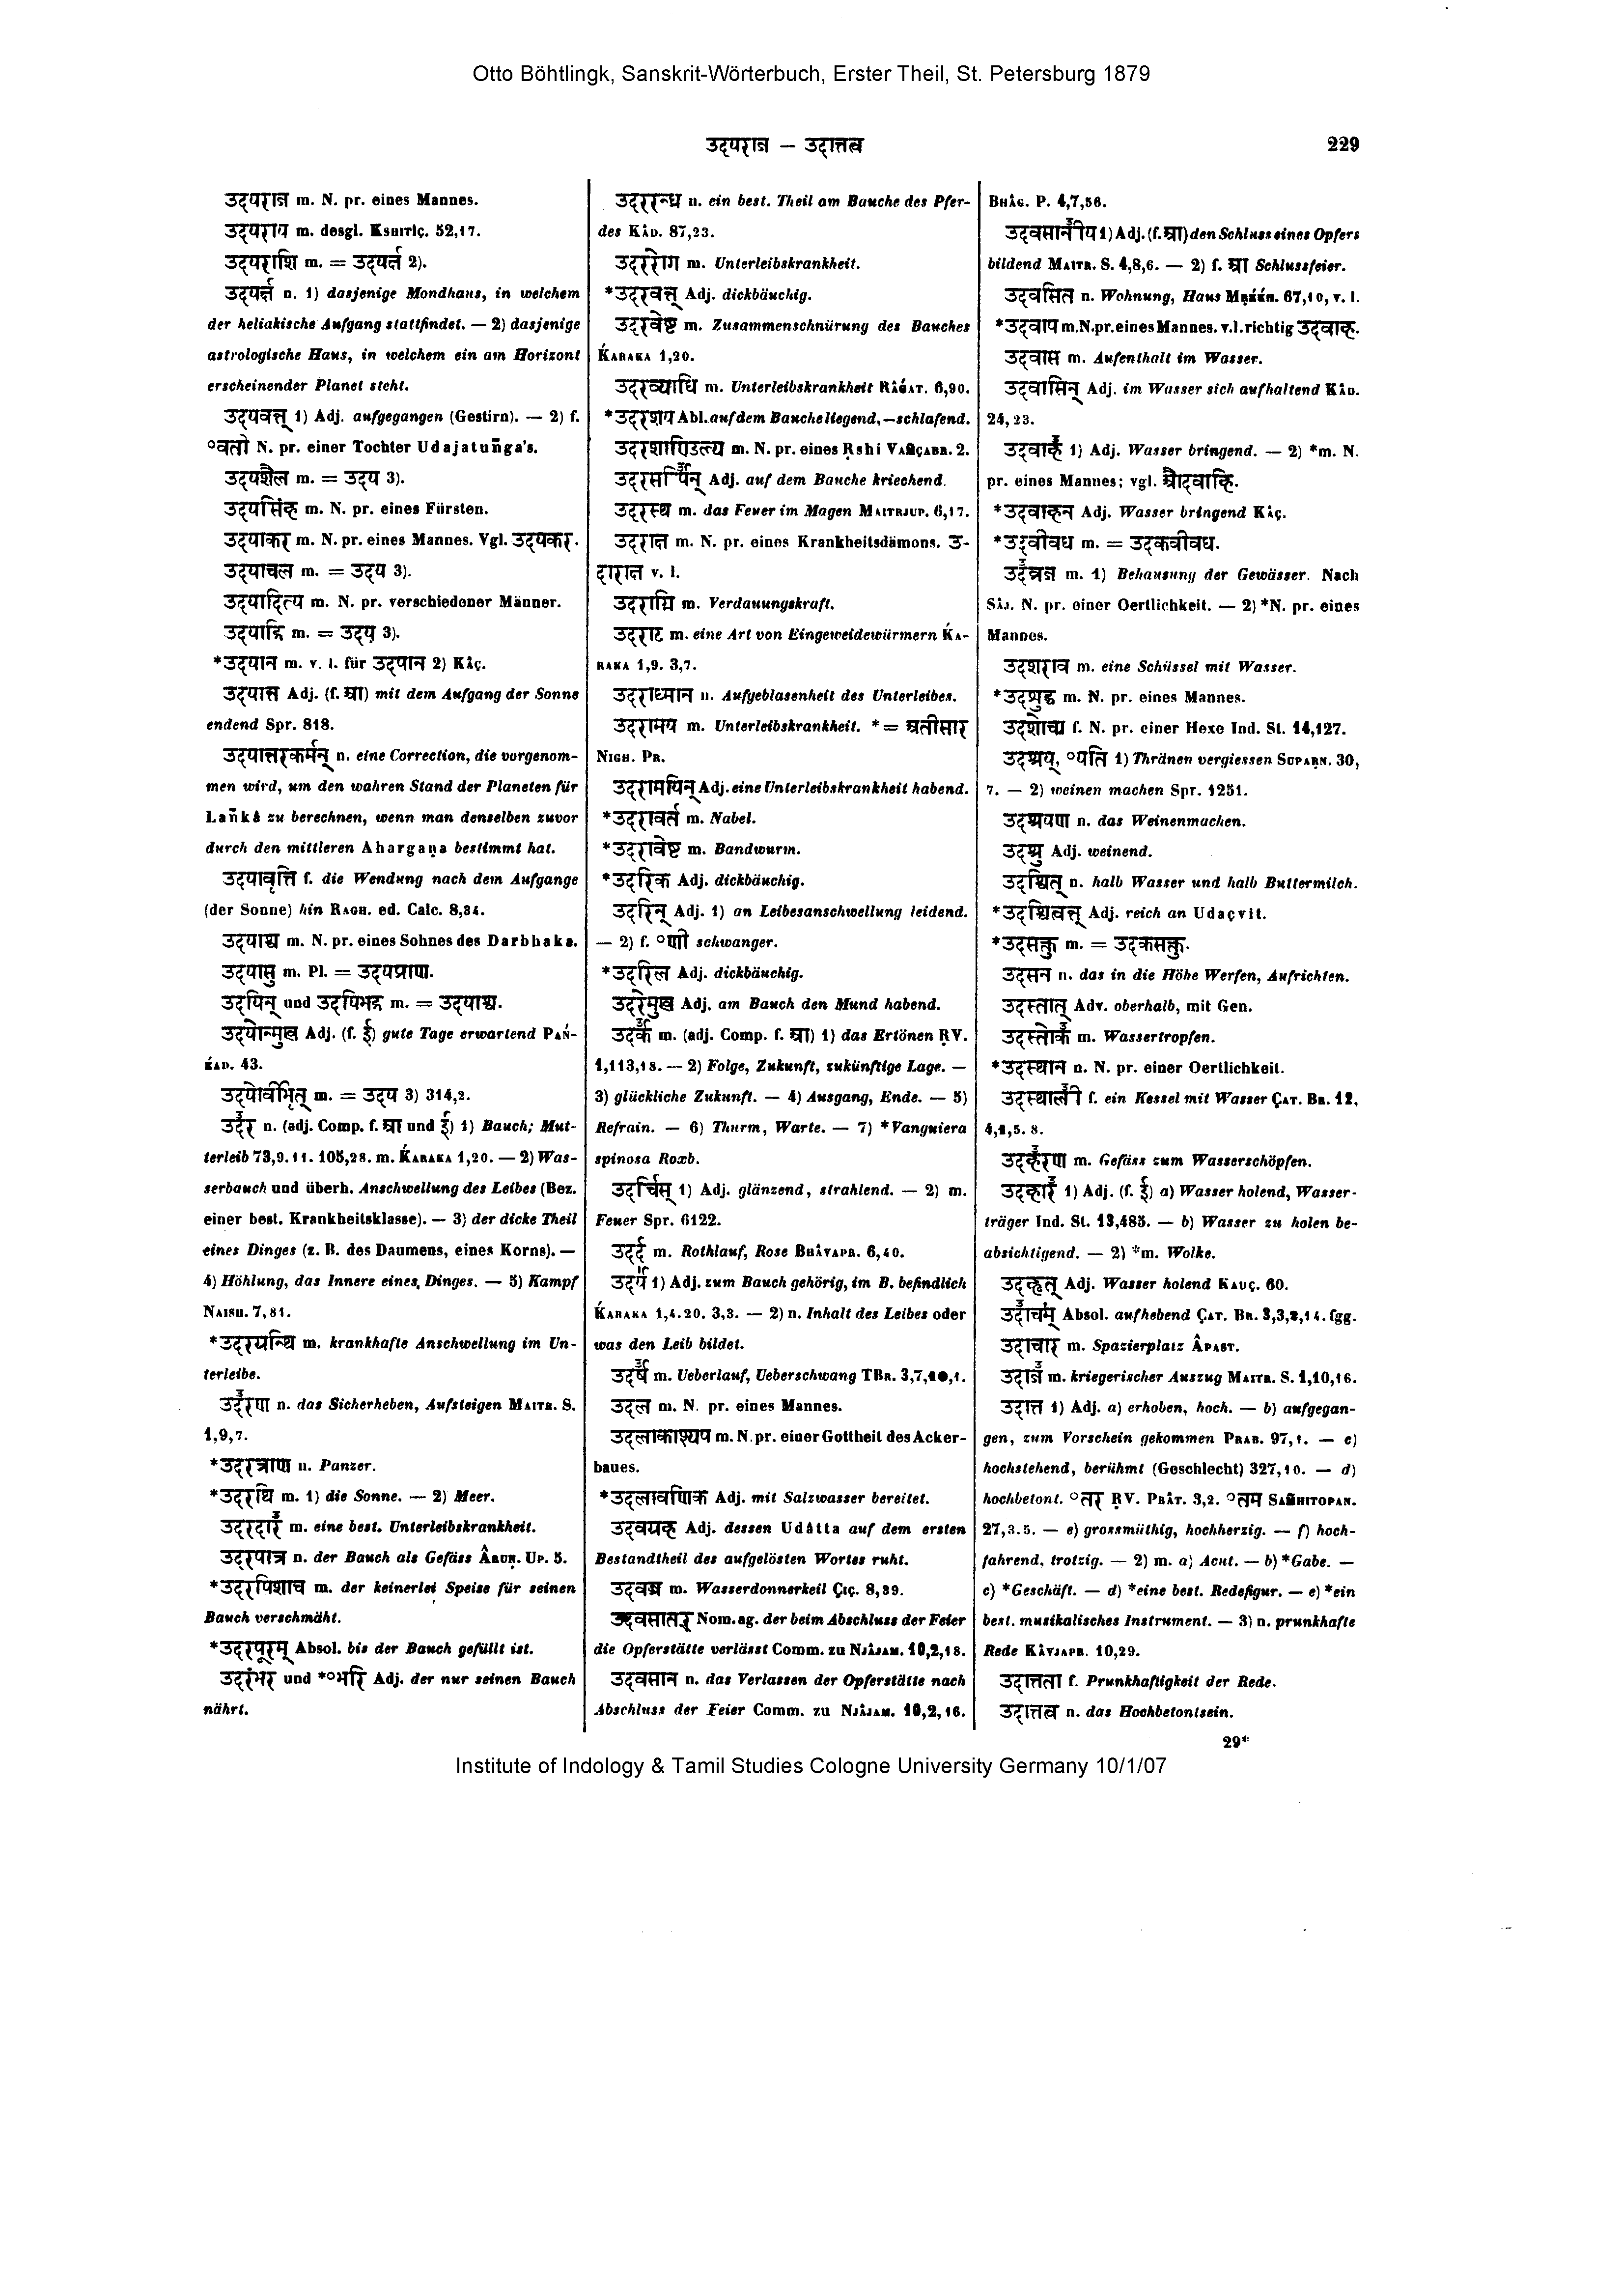 Otto Böhtlingk, Sanskrit-Wörterbuch, Erster Theil, St. Petersburg 1879
उदयराज — उदात्तत्व
229
उदयराज m. N. pr. eines Mannes.
उदयराय m. desgl. Kshitiç. 52,17.
उदयराशि m. = उदयर्क्ष 2).
उदयर्क्ष n. 1) dasjenige Mondhaus, in welchem
der heliakische Aufgang stattfindet. — 2) dasjenige
astrologische Haus, in welchem ein am Horizont
erscheinender Planet steht.
उदयवत्त् 1) Adj. aufgegangen (Gestirn). — 2) f.
°वती N. pr. einer Tochter Udajatuñga's.
उदयशैल m. = उदय 3).
उदयसिंह m. N. pr. eines Fürsten.
उदयाकर m. N. pr. eines Mannes. Vgl. उदयकर.
उदयाचल m. = उदय 3).
उदयादित्य m. N. pr. verschiedener Männer.
उदयाद्रि m. = उदय 3).
*उदयान m. v. l. für उद्यान 2) Kâç.
उदयान्त Adj. (f. आ) mit dem Aufgang der Sonne
endend Spr. 818.
उदयान्तरकर्मन् n. eine Correction, die vorgenom-
men wird, um den wahren Stand der Planeten für
Lañkâ zu berechnen, wenn man denselben zuvor
durch den mittleren Ahargaṇa bestimmt hat.
उदयावृत्ति f. die Wendung nach dem Aufgange
(der Sonne) hin Ragh. ed. Calc. 8,34.
उदयाश्व m. N. pr. eines Sohnes des Darbhaka.
उदयासु m. Pl. = उदयप्राण.
उदयिन् und उदयिभद्र m. = उदयाश्व.
उदयोन्मुख Adj. (f. ई) gute Tage erwartend Pań-
ḱad. 43.
उदयोर्वीभृत् m. = उदय 3) 314,2.
उदर n. (adj. Comp. f. आ und ई) 1) Bauch; Mut-
terleib 73,9.11. 105,28. m. Ḱaraka 1,20. — 2) Was-
serbauch und überh. Anschwellung des Leibes (Bez.
einer best. Krankheitsklasse). — 3) der dicke Theil
eines Dinges (z. B. des Daumens, eines Korns). —
4) Höhlung, das Innere eines Dinges. — 5) Kampf
Naish. 7,81.
*उदरग्रन्थि m. krankhafte Anschwellung im Un-
terleibe.
उदरण n. das Sicherheben, Aufsteigen Maitr. S.
1,9,7.
*उदरत्राण n. Panzer.
*उदरथि m. 1) die Sonne. — 2) Meer.
उदरदार m. eine best. Unterleibskrankheit.
उदरपात्र n. der Bauch als Gefäss Âruṇ. Up. 5.
*उदरपिशाच m. der keinerlei Speise für seinen
Bauch verschmäht.
*उदरपूरम् Absol. bis der Bauch gefüllt ist.
उदरंभर und *°भरि Adj. der nur seinen Bauch
nährt.
उदररन्ध्र n. ein best. Theil am Bauche des Pfer-
des Kâd. 87,23.
उदररोग m. Unterleibskrankheit.
*उदरवत्त् Adj. dickbäuchig.
उदरवेष्ट m. Zusammenschnürung des Bauches
Ḱaraka 1,20.
उदरव्याधि m. Unterleibskrankheit Râǵat. 6,90.
*उदरशय Abl. auf dem Bauche liegend, — schlafend.
उदरशाण्डिल्य m. N. pr. eines Ṛshi Vañçabr. 2.
उदरसर्पिन् Adj. auf dem Bauche kriechend.
उदरस्थ m. das Feuer im Magen Maitrjup. 6,17.
उदराक्ष m. N. pr. eines Krankheitsdämons. उ-
दाराक्ष v. l.
उदराग्नि m. Verdauungskraft.
उदराट m. eine Art von Eingeweidewürmern Ḱa-
raka 1,9. 3,7.
उदराध्मान n. Aufgeblasenheit des Unterleibes.
उदरामय m. Unterleibskrankheit. * = अतीसार
Nigh. Pr.
उदरामयिन् Adj. eine Unterleibskrankheit habend.
*उदरावर्त m. Nabel.
*उदरावेष्ट m. Bandwurm.
*उदरिक Adj. dickbäuchig.
उदरिन् Adj. 1) an Leibesanschwellung leidend.
— 2) f. °णी schwanger.
*उदरिल Adj. dickbäuchig.
उदरेमुख Adj. am Bauch den Mund habend.
उदर्क m. (adj. Comp. f. आ) 1) das Ertönen ṚV.
1,113,18. — 2) Folge, Zukunft, zukünftige Lage. —
3) glückliche Zukunft. — 4) Ausgang, Ende. — 5)
Refrain. — 6) Thurm, Warte. — 7) *Vanguiera
spinosa Roxb.
उदर्चिस् 1) Adj. glänzend, strahlend. — 2) m.
Feuer Spr. 6122.
उदर्द m. Rothlauf, Rose Bhâvapr. 6,40.
उदर्य 1) Adj. zum Bauch gehörig, im B. befindlich
Ḱaraka 1,4.20. 3,3. — 2) n. Inhalt des Leibes oder
was den Leib bildet.
उदर्ष m. Ueberlauf, Ueberschwang TBr. 3,7,10,1.
उदल m. N. pr. eines Mannes.
उदलाकाश्यप m. N. pr. einer Gottheit des Acker-
baues.
*उदलावणिक Adj. mit Salzwasser bereitet.
उदवग्रह Adj. dessen Udâtta auf dem ersten
Bestandtheil des aufgelösten Wortes ruht.
उदवज्र m. Wasserdonnerkeil Çiç. 8,39.
उदवसातर् Nom. ag. der beim Abschluss der Feier
die Opferstätte verlässt Comm. zu Njâjam. 10,2,18.
उदवसान n. das Verlassen der Opferstätte nach
Abschluss der Feier Comm. zu Njâjam. 10,2,16.
Bhâg. P. 4,7,56.
उदवसानीय 1) Adj. (f. आ) den Schluss eines Opfers
bildend Maitr. S. 4,8,6. — 2) f. आ Schlussfeier.
उदवसित n. Wohnung, Haus Mṛḱḱh. 67,10, v. l.
*उदवाप m. N. pr. eines Mannes. v. l. richtig उदवाह.
उदवास m. Aufenthalt im Wasser.
उदवासिन् Adj. im Wasser sich aufhaltend Kâd.
24,23.
उदवाह 1) Adj. Wasser bringend. — 2) *m. N.
pr. eines Mannes; vgl. औदवाहि.
*उदवाहन Adj. Wasser bringend Kâç.
*उदवीवध m. = उदकवीवध.
उदव्रज m. 1) Behausung der Gewässer. Nach
Sâj. N. pr. einer Oertlichkeit. — 2) *N. pr. eines
Mannes.
उदशराव m. eine Schüssel mit Wasser.
*उदशुद्ध m. N. pr. eines Mannes.
उदशोचा f. N. pr. einer Hexe Ind. St. 14,127.
उदश्रय्, °यति 1) Thränen vergiessen Suparṇ. 30,
7. — 2) weinen machen Spr. 1251.
उदश्रयण n. das Weinenmachen.
उदश्रु Adj. weinend.
उदश्वित् n. halb Wasser und halb Buttermilch.
*उदश्वित्वत्त् Adj. reich an Udaçvit.
*उदसक्तु m. = उदकसक्तु.
उदसन n. das in die Höhe Werfen, Aufrichten.
उदस्तात् Adv. oberhalb, mit Gen.
उदस्तोक m. Wassertropfen.
*उदस्थान n. N. pr. einer Oertlichkeit.
उदस्थाली f. ein Kessel mit Wasser Çat. Br. 12,
4,1,5. 8.
उदहरण m. Gefäss zum Wasserschöpfen.
उदहार 1) Adj. (f. ई) a) Wasser holend, Wasser-
träger Ind. St. 13,485. — b) Wasser zu holen be-
absichtigend. — 2) *m. Wolke.
उदहृत् Adj. Wasser holend Kauç. 60.
उदाचम् Absol. aufhebend Çat. Br. 3,3,2,14. fgg.
उदाचार m. Spazierplatz Âpast.
उदाज m. kriegerischer Auszug Maitr. S. 1,10,16.
उदात्त 1) Adj. a) erhoben, hoch. — b) aufgegan-
gen, zum Vorschein gekommen Prab. 97,1. — c)
hochstehend, berühmt (Geschlecht) 327,10. — d)
hochbetont. °तर ṚV. Prât. 3,2. °तम Sañhitopan.
27,3.5. — e) grossmüthig, hochherzig. — f) hoch-
fahrend, trotzig. — 2) m. a) Acut. — b) *Gabe. —
c) *Geschäft. — d) *eine best. Redefigur. — e) *ein
best. musikalisches Instrument. — 3) n. prunkhafte
Rede Kâvjapr. 10,29.
उदात्तता f. Prunkhaftigkeit der Rede.
उदात्तत्व n. das Hochbetontsein.
29*
Institute of Indology & Tamil Studies Cologne University Germany 10/1/07